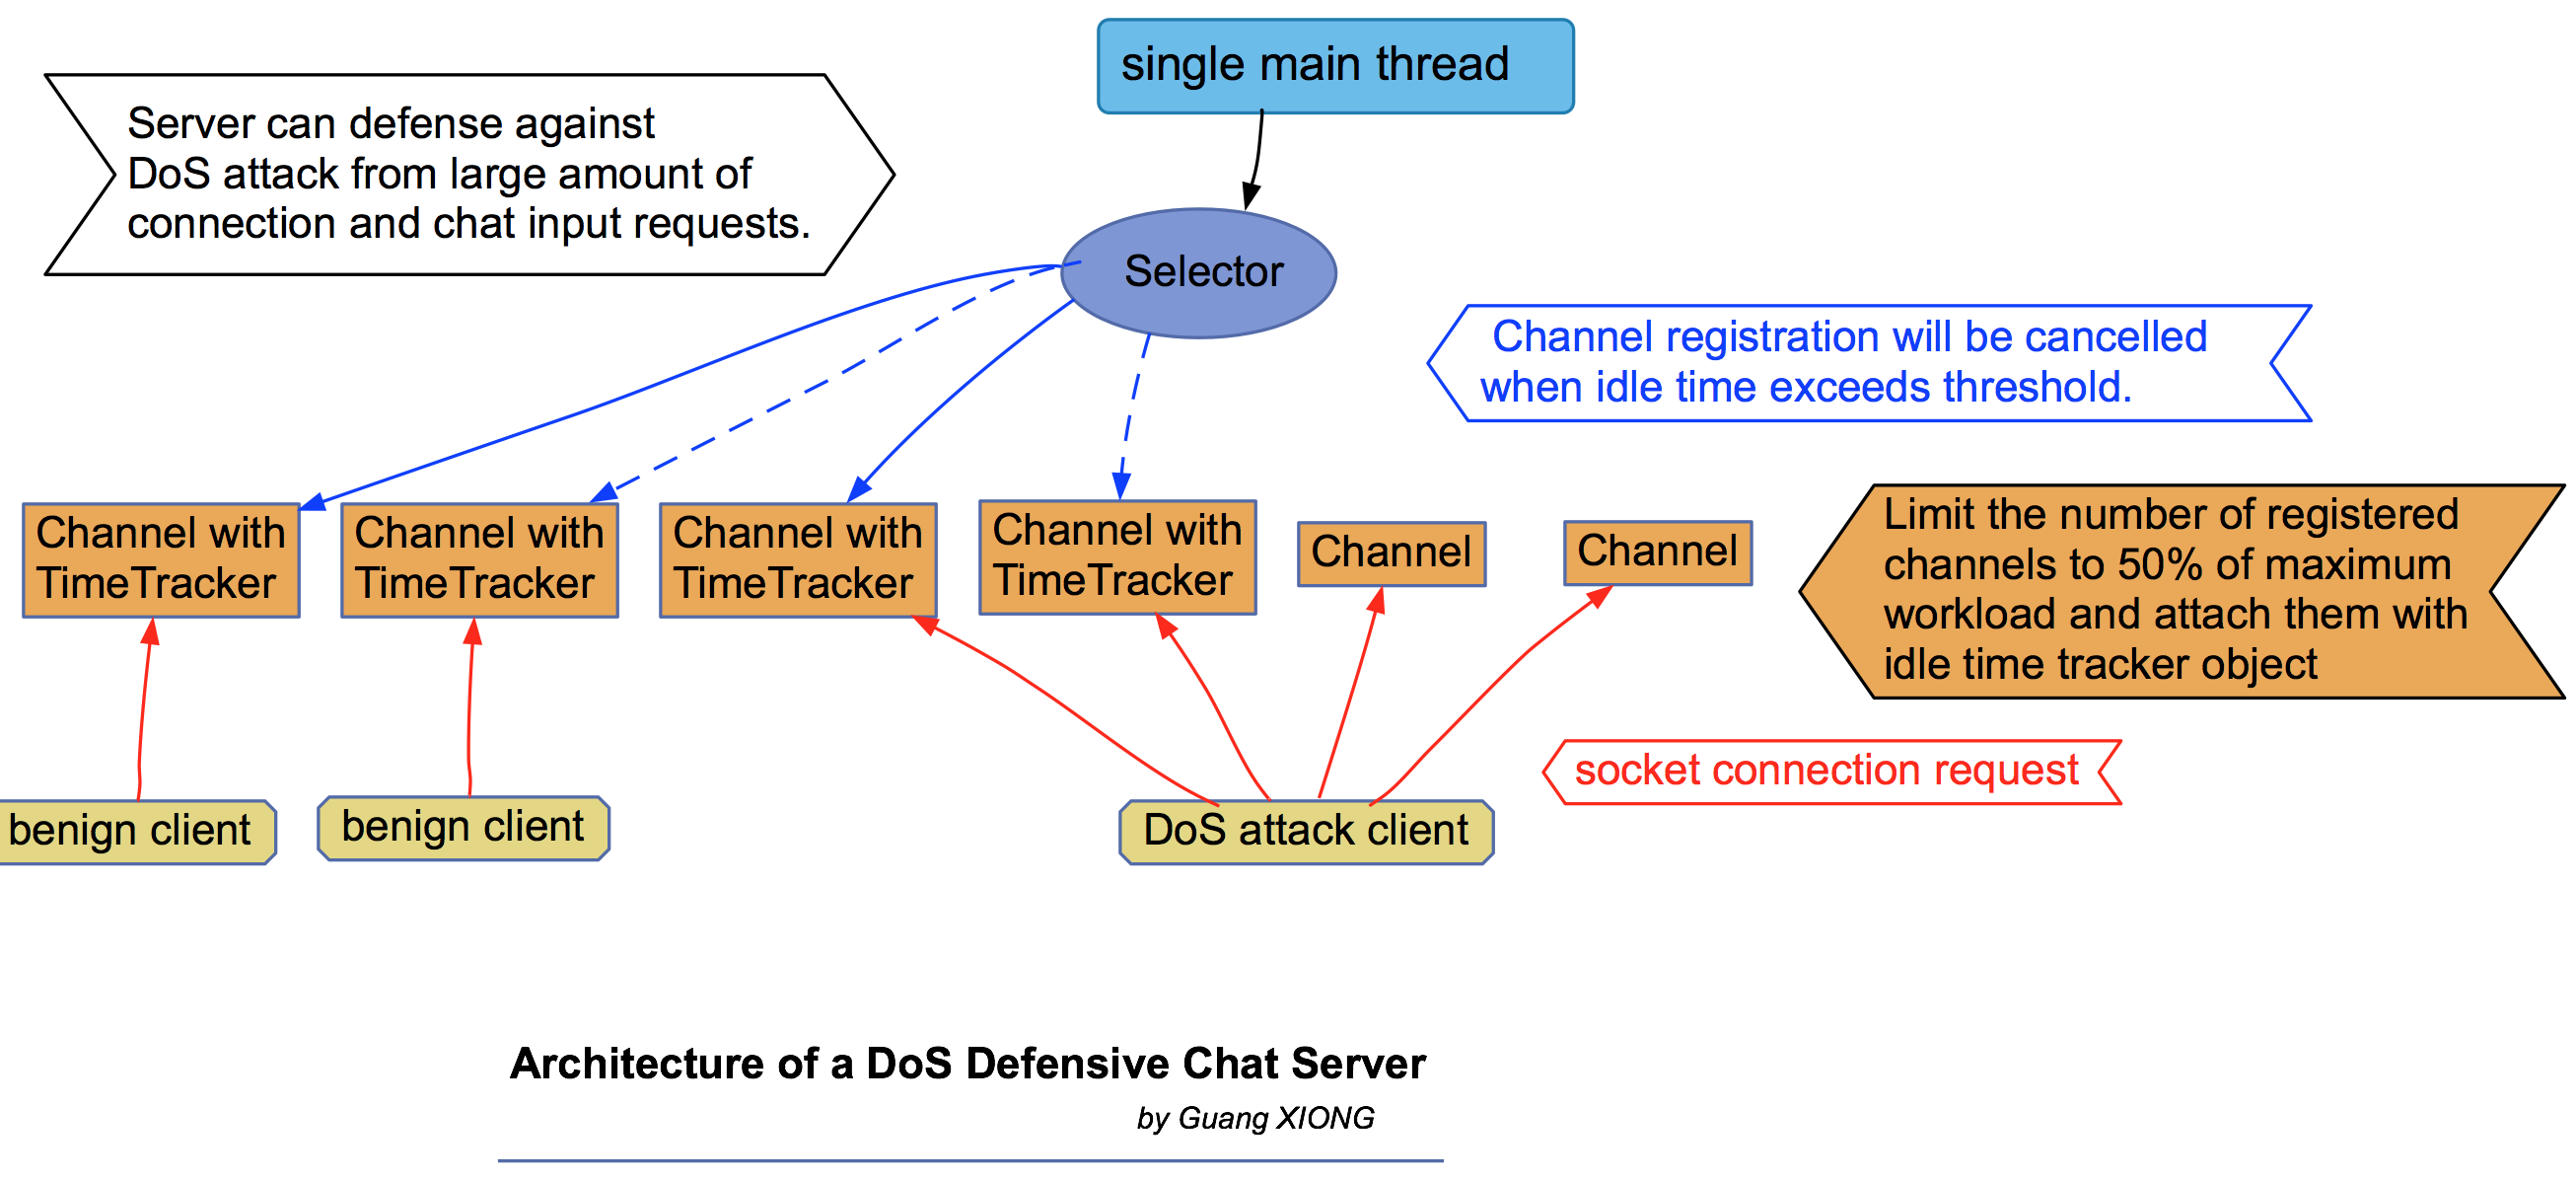 single main thread
Server can defense against
DoS attack from large amount of
connection and chat input requests.
Selector
Channel registration will be cancelled
when idle time exceeds threshold.
Channel with
TimeTracker
Channel with
TimeTracker
Channel with
TimeTracker
Channel with
TimeTracker
Channel
Channel
Limit the number of registered
channels to 50% of maximum
workload and attach them with
idle time tracker object
socket connection request
benign client
benign client
DoS attack client
Architecture of a DoS Defensive Chat Server
by Guang XIONG